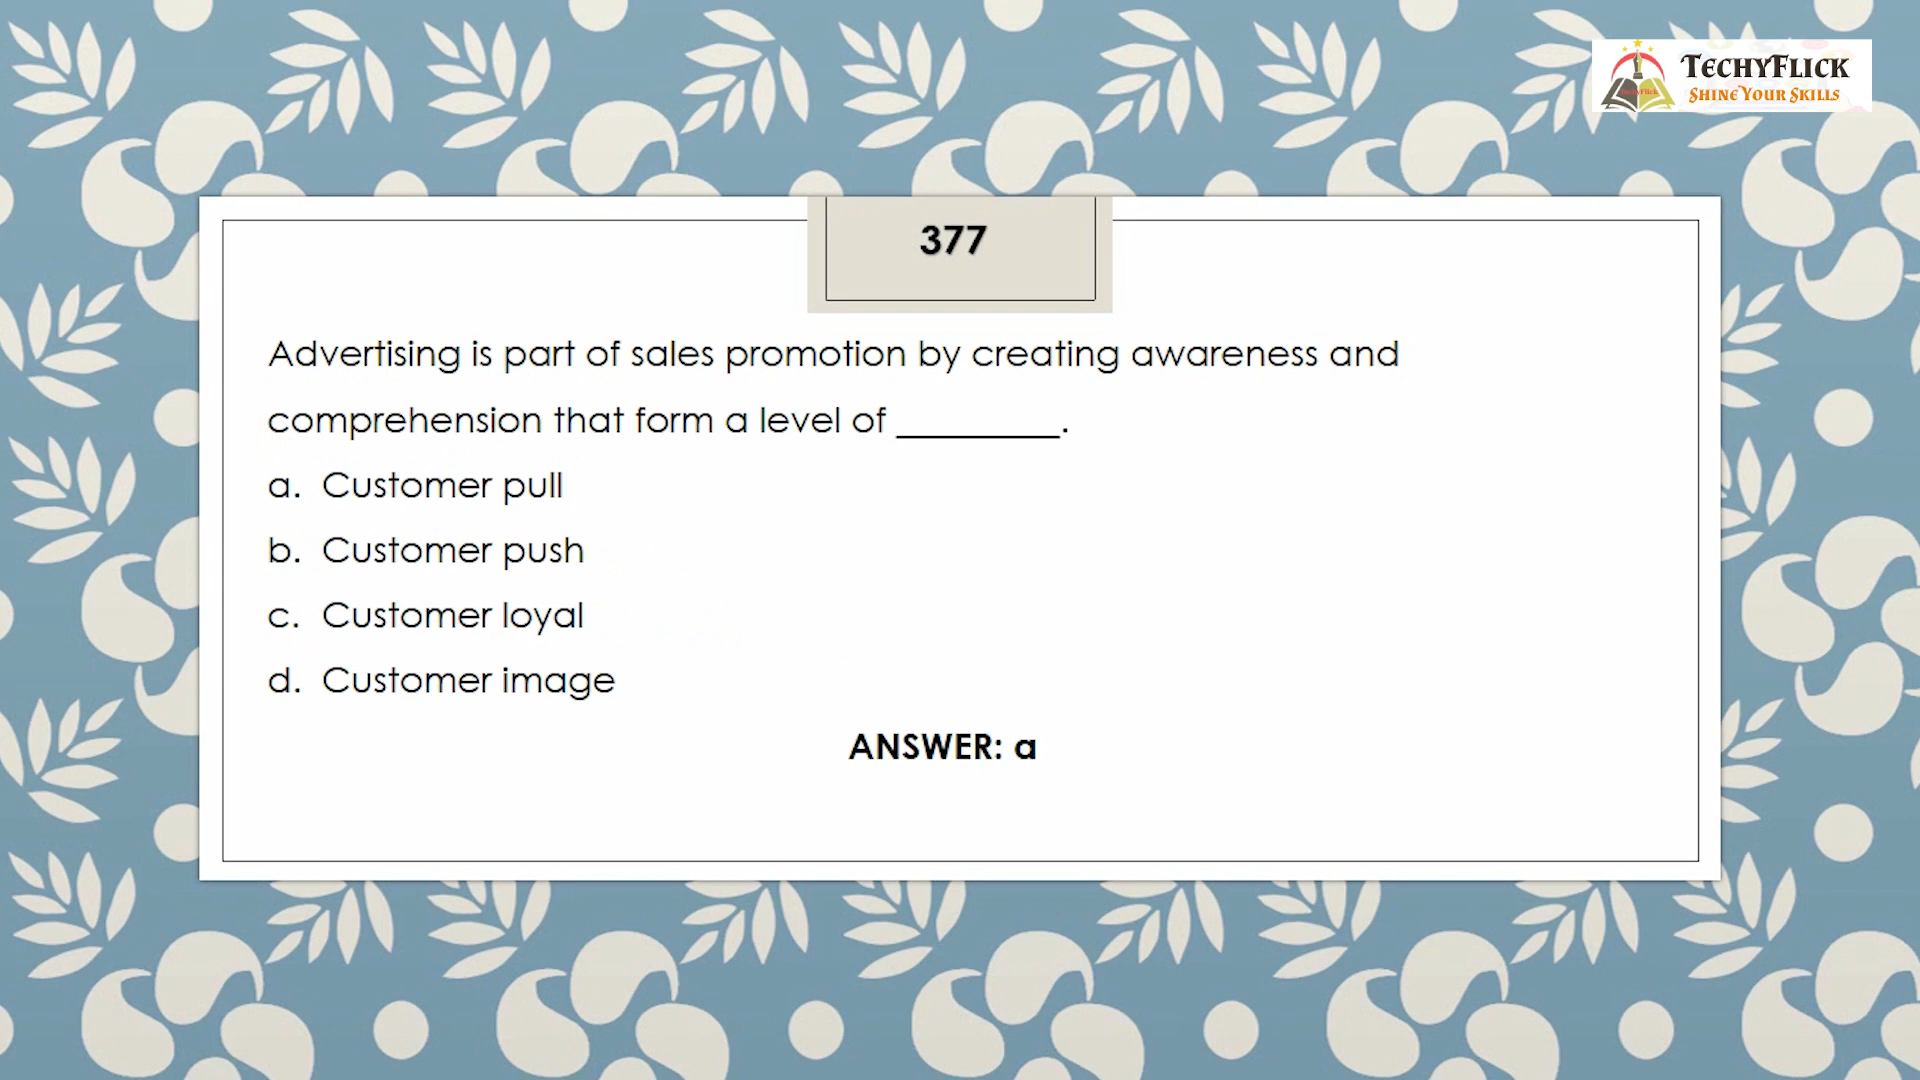 TECHYFLICK
SHINE YOUR SKILLS
377
Advertising is part of sales promotion by creating awareness and
comprehension that form a level of _________.
a. Customer pull
b. Customer push
c. Customer loyal
d. Customer image
ANSWER: a